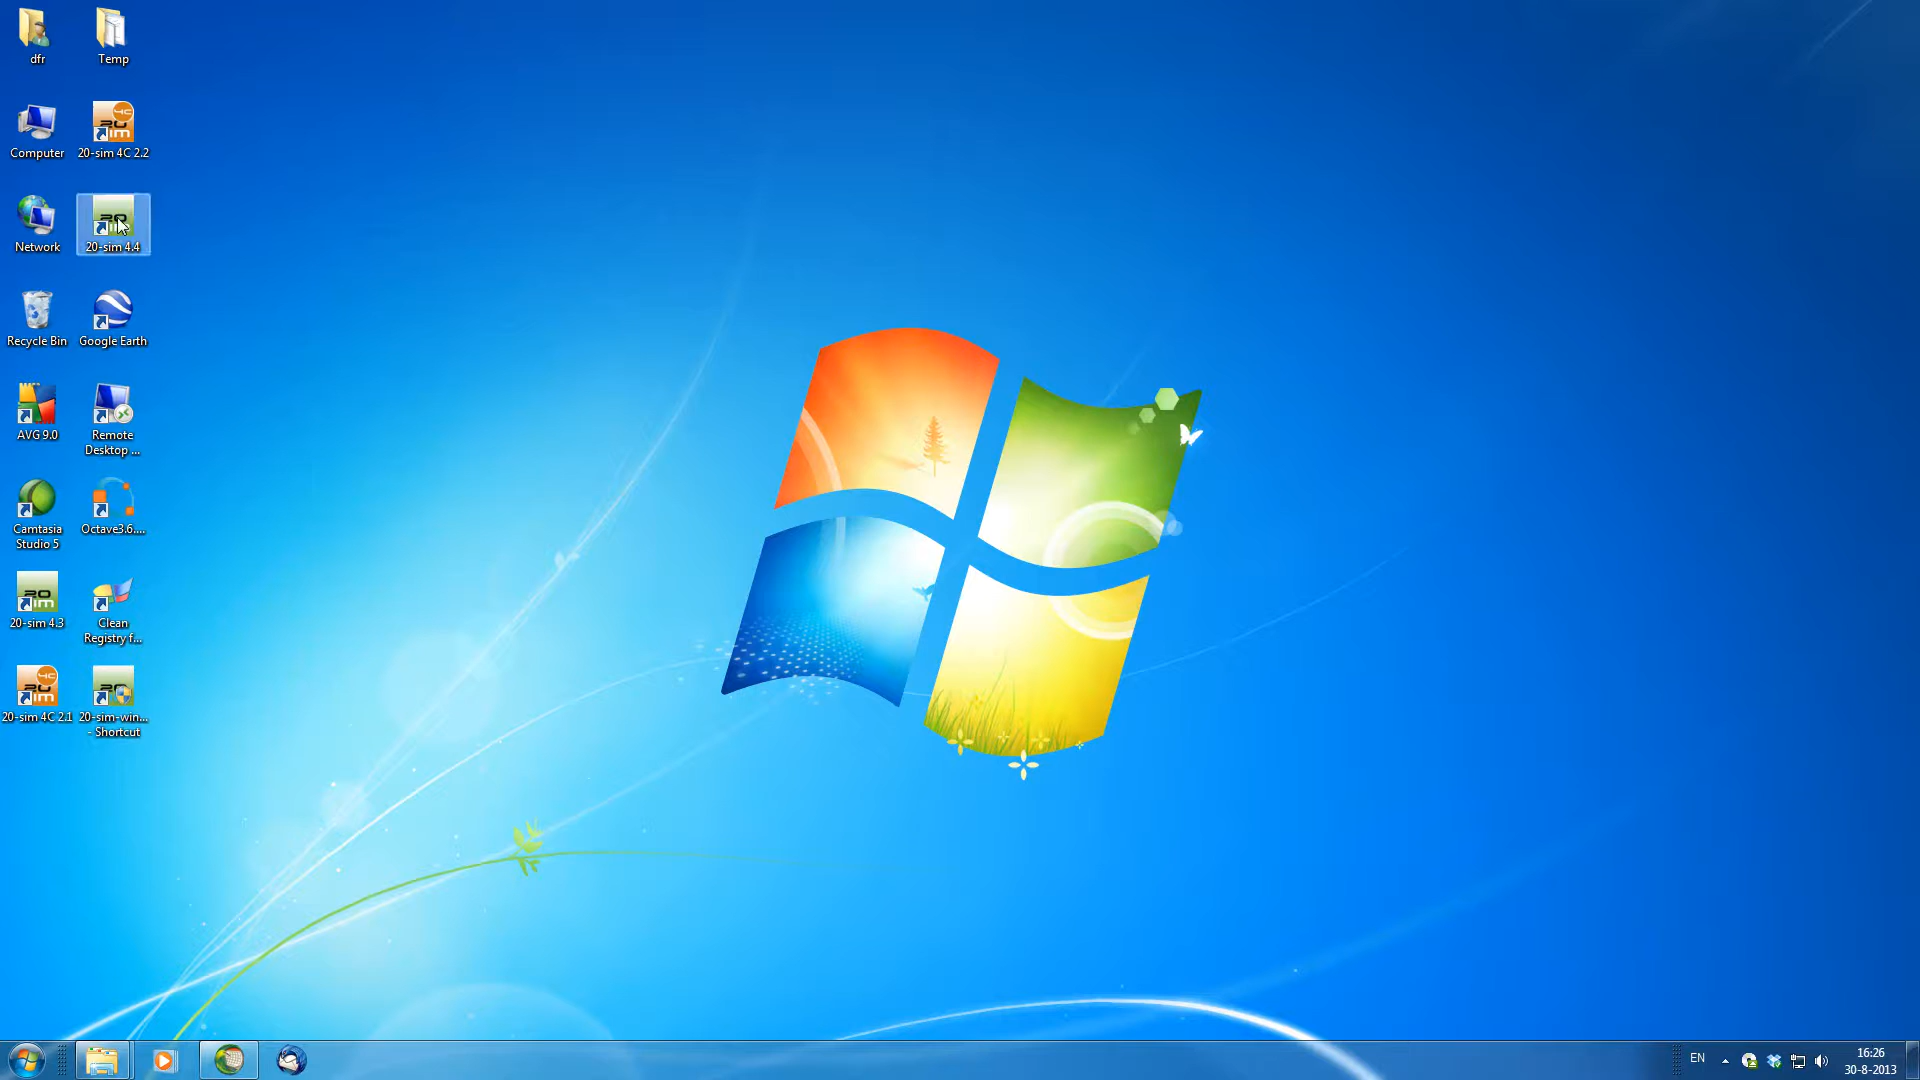 dfr
Temp
Computer
20-sim 4C 2.2
Network
20-sim 4.4
Recycle Bin
Google Earth
AVG 9.0
Remote
Desktop ...
Camtasia
Studio 5
Octave3.6....
20-sim 4.3
Clean
Registry f...
20-sim 4C 2.1
20-sim-win...
- Shortcut
EN
16:26
30-8-2013